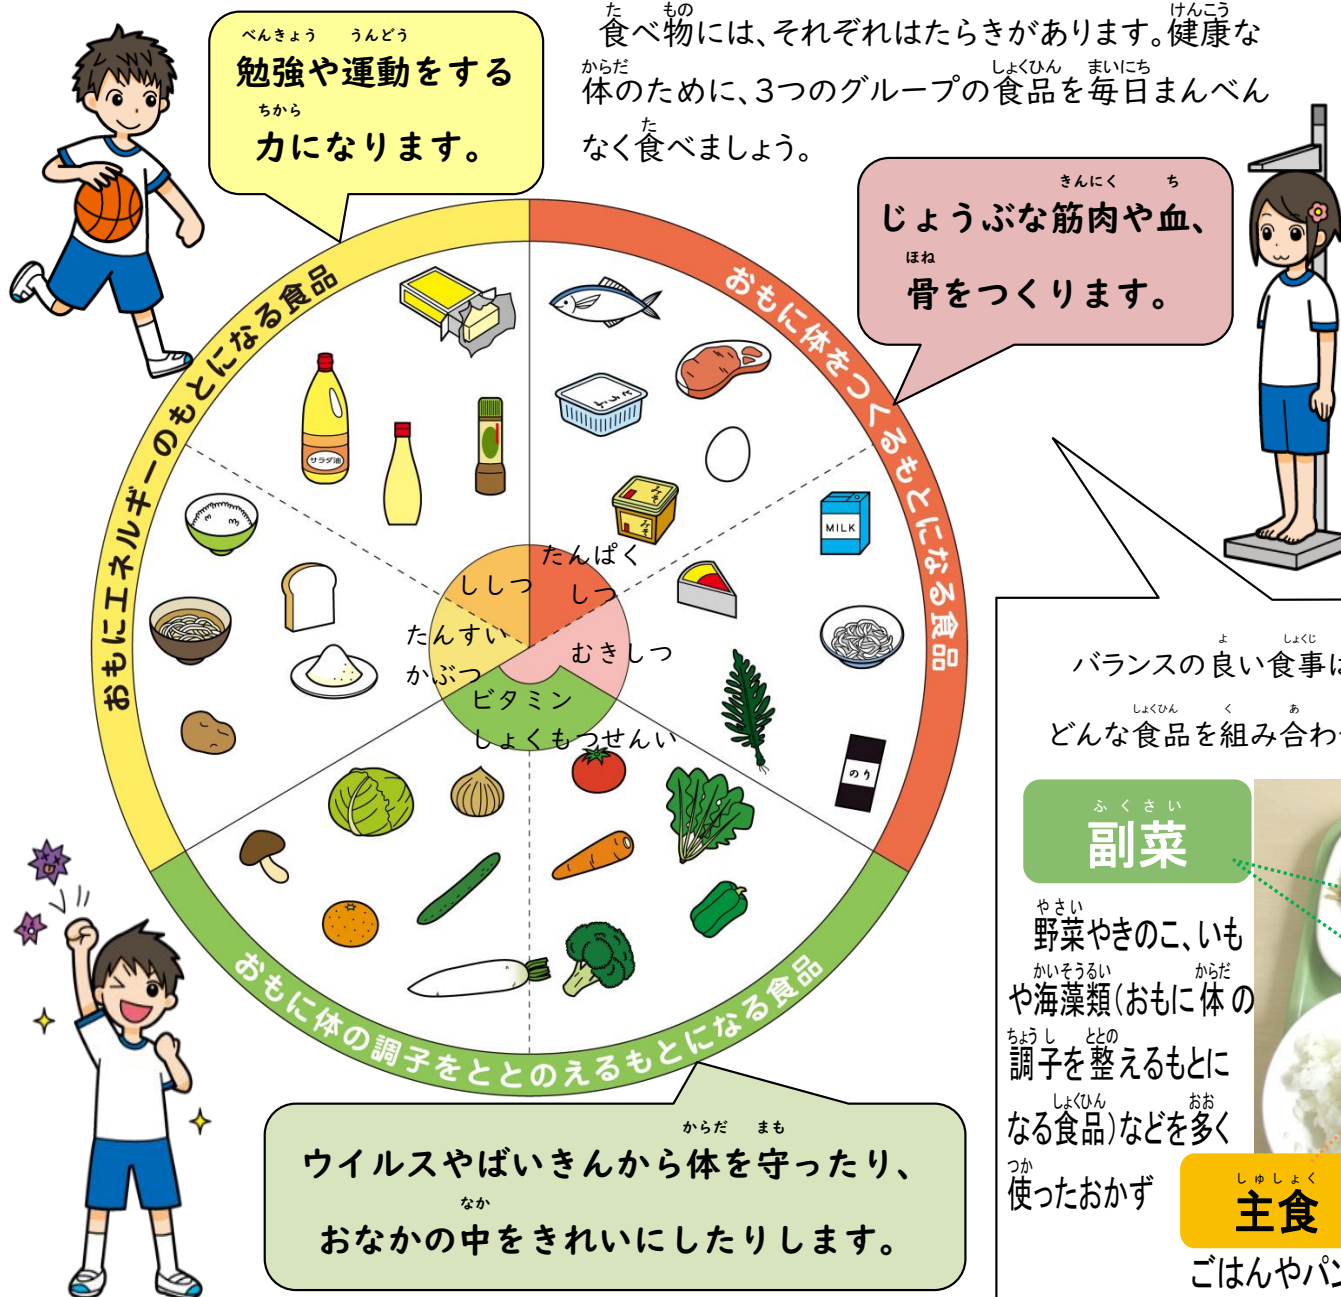 食べ物には、それぞれはたらきがあります。健康な
体のために、3つのグループの食品を毎日まんべん
なく食べましょう。
勉強や運動をする
力になります。
じょうぶな筋肉や血、
骨をつくります。
おもにエネルギーのもとになる食品
おもに体をつくるもとになる食品
サラダ油
みそ
みそ
MILK
のり
ししつ
たんぱく
しつ
たんすい
かぶつ
むきしつ
ビタミン
しょくもつせんい
おもに体の調子をととのえるもとになる食品
ウイルスやばいきんから体を守ったり、
おなかの中をきれいにしたりします。
バランスの良い食事は
どんな食品を組み合わ
副菜
野菜やきのこ、いも
や海藻類(おもに体の
調子を整えるもとに
なる食品)などを多く
使ったおかず
主食
ごはんやパン